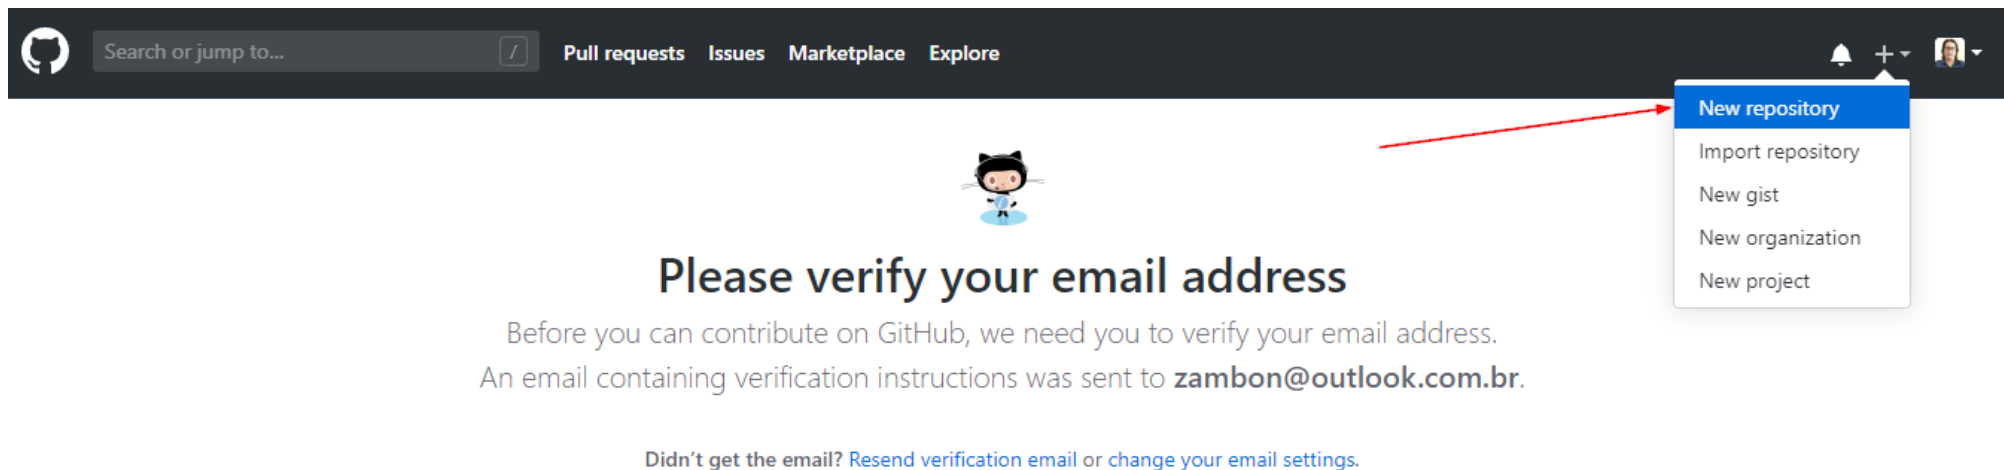 Search or jump to... / Pull requests Issues Marketplace Explore
New repository
Import repository
New gist
New organization
New project
Please verify your email address
Before you can contribute on GitHub, we need you to verify your email address.
An email containing verification instructions was sent to zambon@outlook.com.br.
Didn't get the email? Resend verification email or change your email settings.